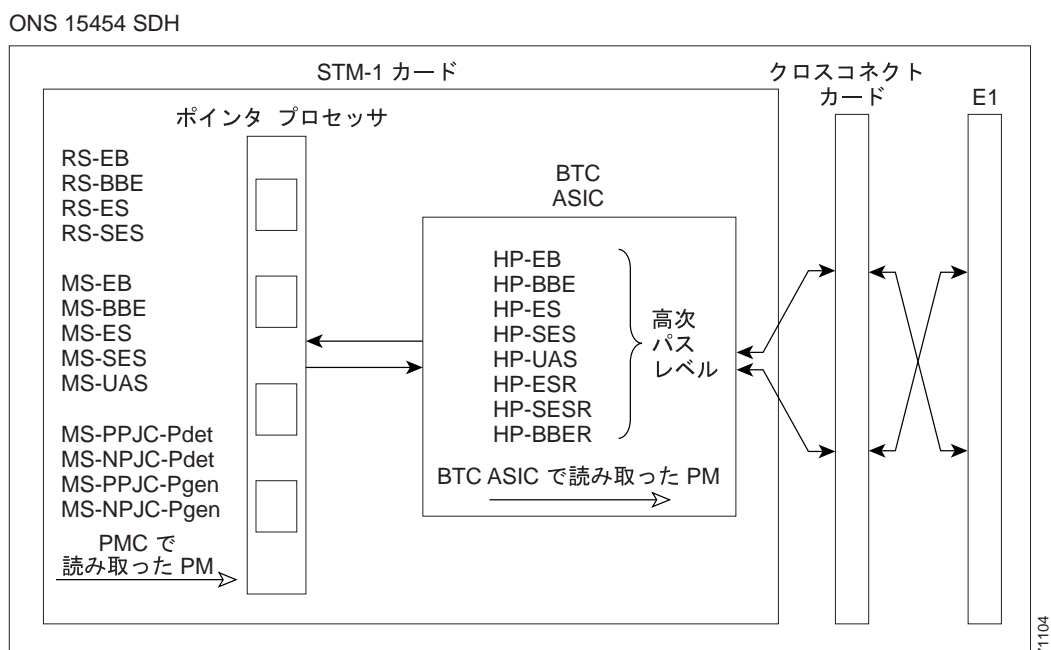 ONS 15454 SDH
STM-1 カード
クロスコネクト
カード
E1
ポインタ プロセッサ
RS-EB
RS-BBE
RS-ES
RS-SES
MS-EB
MS-BBE
MS-ES
MS-SES
MS-UAS
MS-PPJC-Pdet
MS-NPJC-Pdet
MS-PPJC-Pgen
MS-NPJC-Pgen
PMC で
読み取った PM
BTC
ASIC
HP-EB
HP-BBE
HP-ES
HP-SES
HP-UAS
HP-ESR
HP-SESR
HP-BBER
高次
パス
レベル
BTC ASIC で読み取った PM
71104